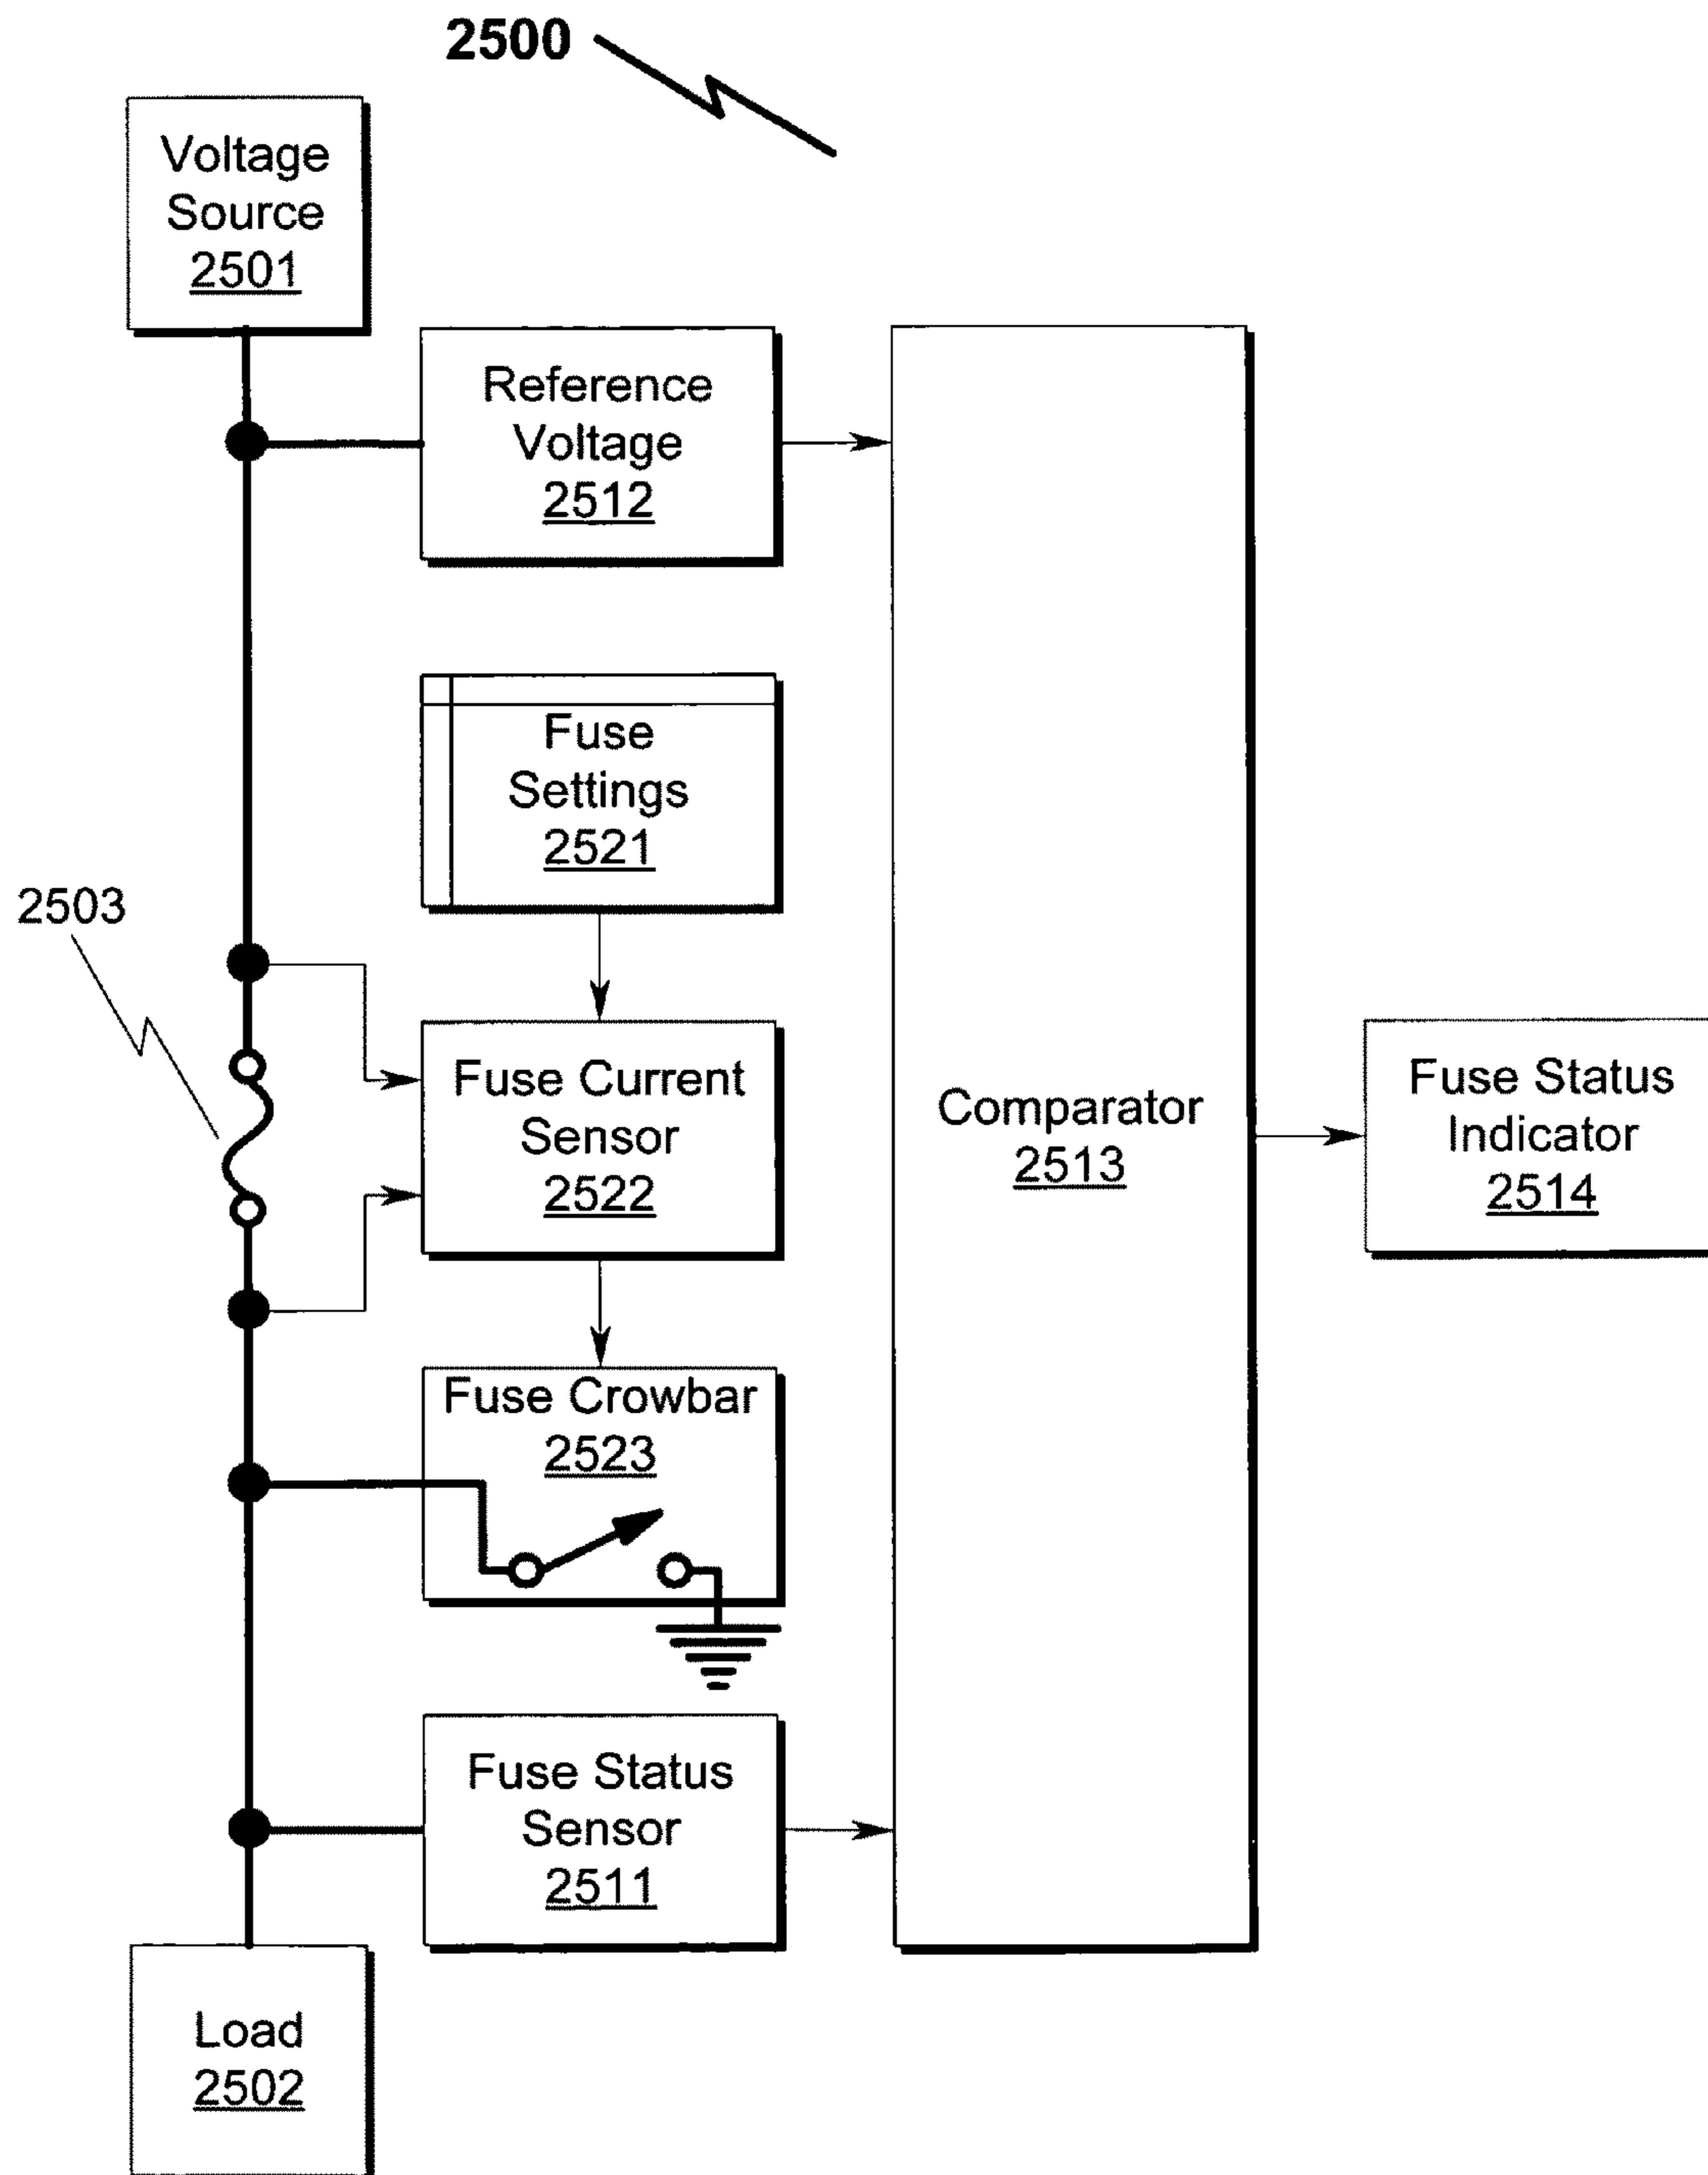 2500
Voltage
Source
2501
Reference
Voltage
2512
Fuse
Settings
2521
2503
Fuse Current
Sensor
2522
Comparator
2513
Fuse Status
Indicator
2514
Fuse Crowbar
2523
Fuse Status
Sensor
2511
Load
2502